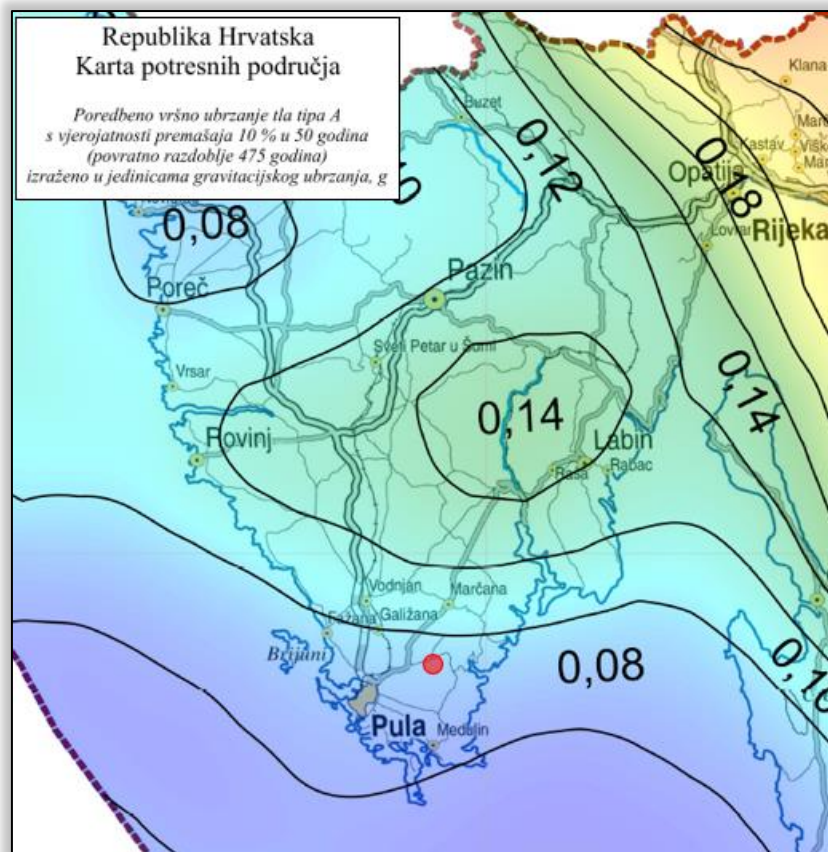 Republika Hrvatska
Karta potresnih područja
Poredbeno vršno ubrzanje tla tipa A
s vjerojatnosti premašaja 10 % u 50 godina
(povratno razdoblje 475 godina)
izraženo u jedinicama gravitacijskog ubrzanja, g
Klana
Buzet
0,12
Kastav
Opatija
0,18
Lovran
Rijeka
0,08
Pazin
Poreč
Sveti Petar u Šumi
Vrsar
0,14
0,14
Rovinj
Labin
Raša
Rabac
Vodnjan
Marčana
Galižana
Fažana
Brijuni
0,08
0,10
Pula
Medulin